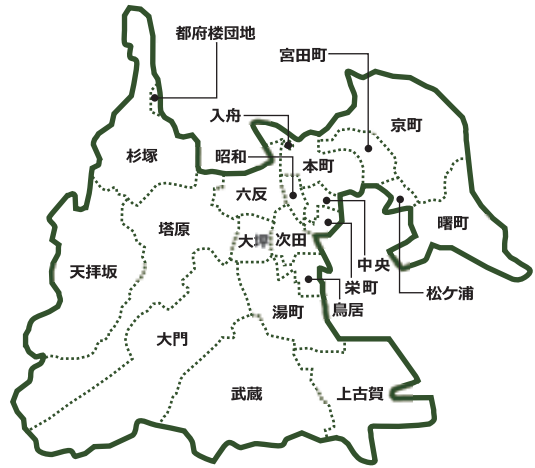 都府楼団地
宮田町
入舟
京町
杉塚
昭和
本町
六反
塔原
大坪
次田
曙町
天拝坂
中央
栄町
松ケ浦
鳥居
湯町
大門
武蔵
上古賀